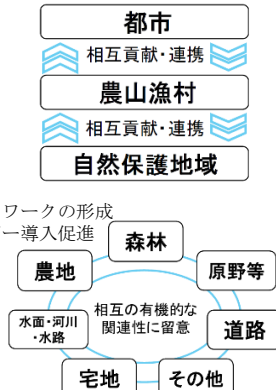 都市
相互貢献・連携
農山漁村
相互貢献・連携
自然保護地域
ワークの形成
ー導入促進
森林
農地
原野等
相互の有機的な
関連性に留意
水面・河川
・水路
道路
宅地
その他